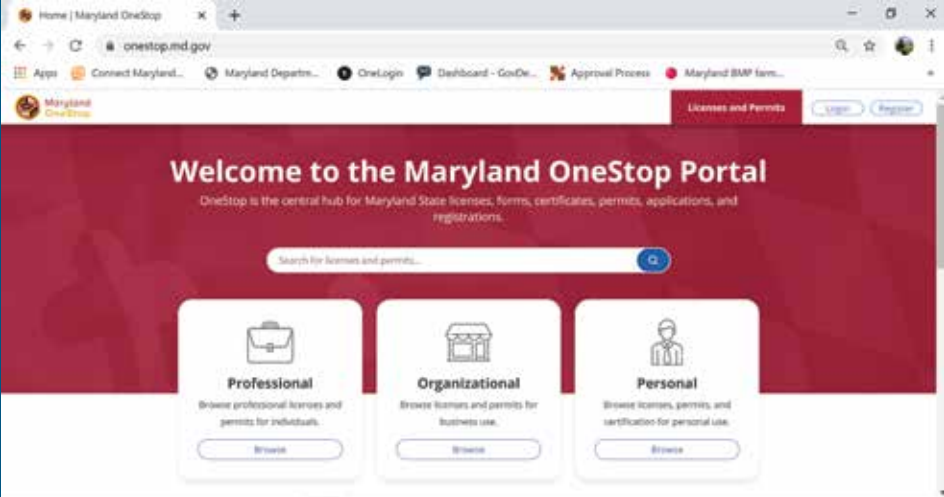 Home | Maryland OneStop
onestop.md.gov
Apps Connect Maryland... Maryland Departm... OneLogin Dashboard - GovDe... Approval Process Maryland BMP farm...
Maryland
OneStop
Licenses and Permits
Login
Register
Welcome to the Maryland OneStop Portal
OneStop is the central hub for Maryland State licenses, forms, certificates, permits, applications, and
registrations.
Search for licenses and permits...
Professional
Browse professional licenses and
permits for individuals.
Browse
Organizational
Browse licenses and permits for
business use.
Browse
Personal
Browse licenses, permits, and
certification for personal use.
Browse